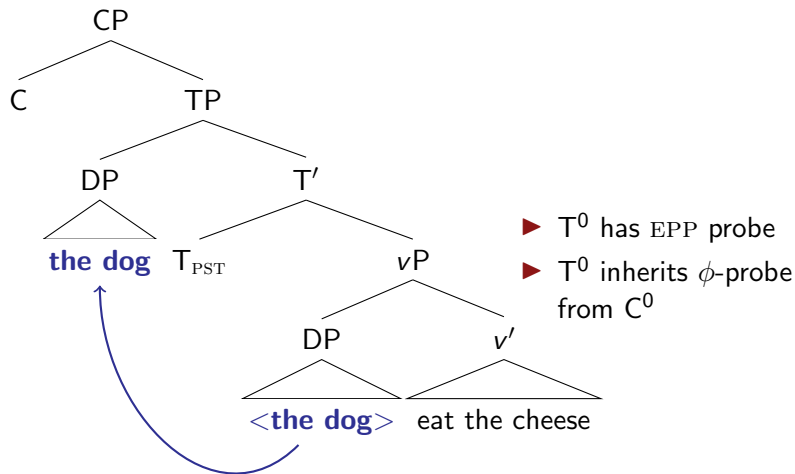 CP
C TP
DP T′
the dog T_PST vP
DP v′
<the dog> eat the cheese
▶ T⁰ has EPP probe
▶ T⁰ inherits ϕ-probe
from C⁰